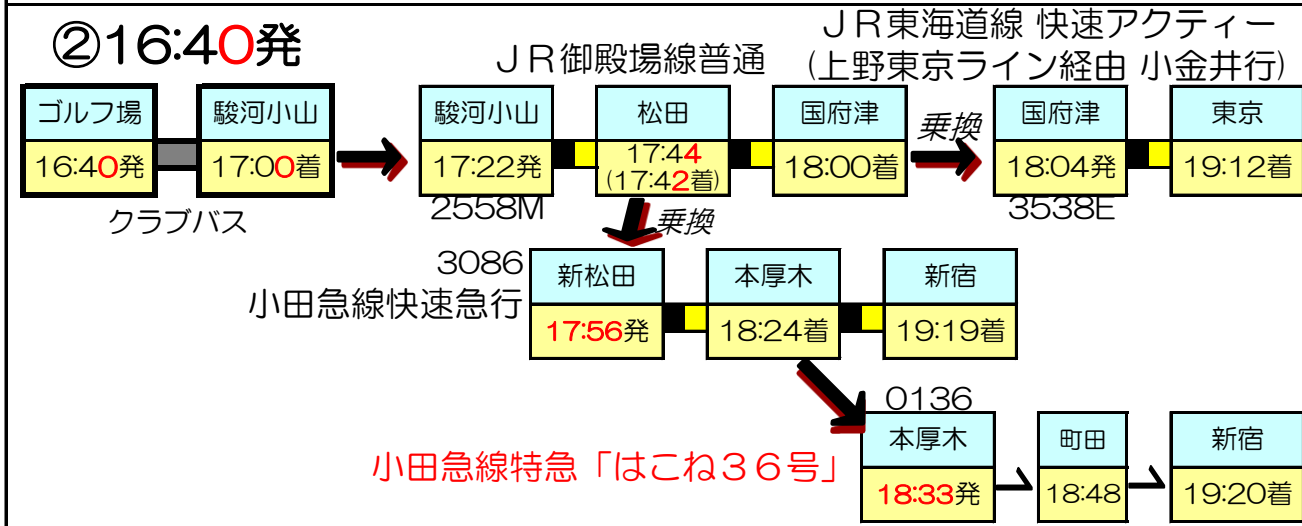 ②16:40発
JR東海道線 快速アクティー
(上野東京ライン経由 小金井行)
JR御殿場線普通
ゴルフ場
駿河小山
駿河小山
松田
国府津
乗換
国府津
東京
16:40発
17:00着
17:22発
17:44
(17:42着)
18:00着
18:04発
19:12着
クラブバス
2558M
乗換
3538E
3086
小田急線快速急行
新松田
本厚木
新宿
17:56発
18:24着
19:19着
0136
小田急線特急「はこね36号」
本厚木
町田
新宿
18:33発
18:48
19:20着